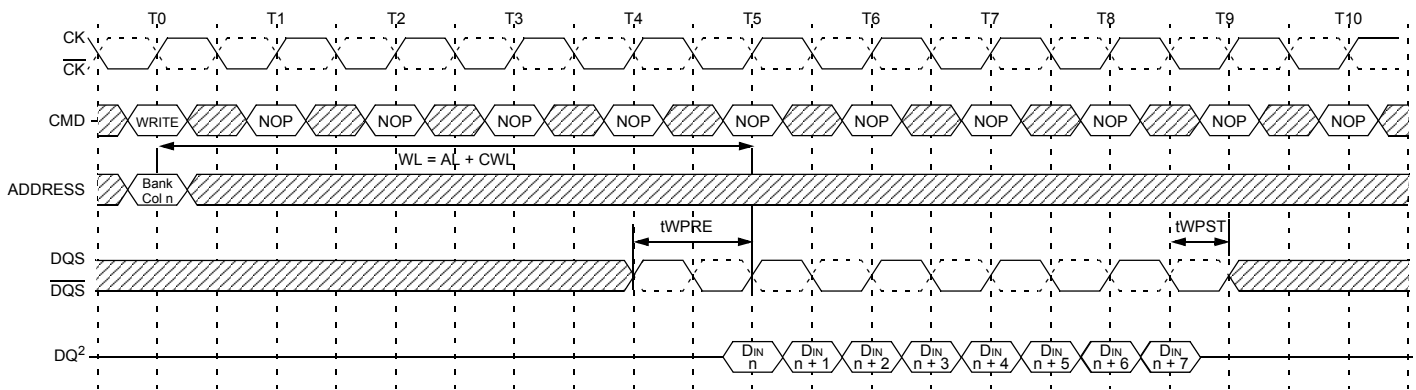 T0 T1 T2 T3 T4 T5 T6 T7 T8 T9 T10
CK
CK
CMD WRITE NOP NOP NOP NOP NOP NOP NOP NOP NOP NOP
WL = AL + CWL
ADDRESS Bank
Col n
tWPRE tWPST
DQS
DQS
DQ2 DIN DIN DIN DIN DIN DIN DIN DIN
n n + 1 n + 2 n + 3 n + 4 n + 5 n + 6 n + 7